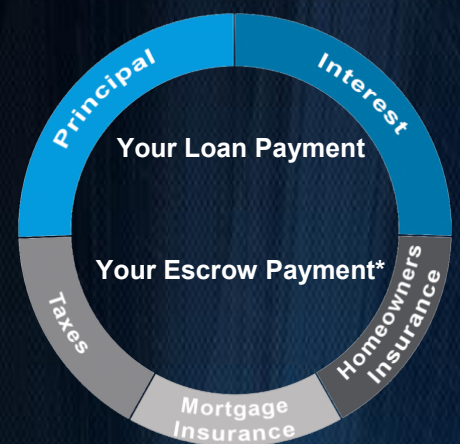 Principal
Interest
Your Loan Payment
Your Escrow Payment*
Taxes
Homeowners
Insurance
Mortgage
Insurance